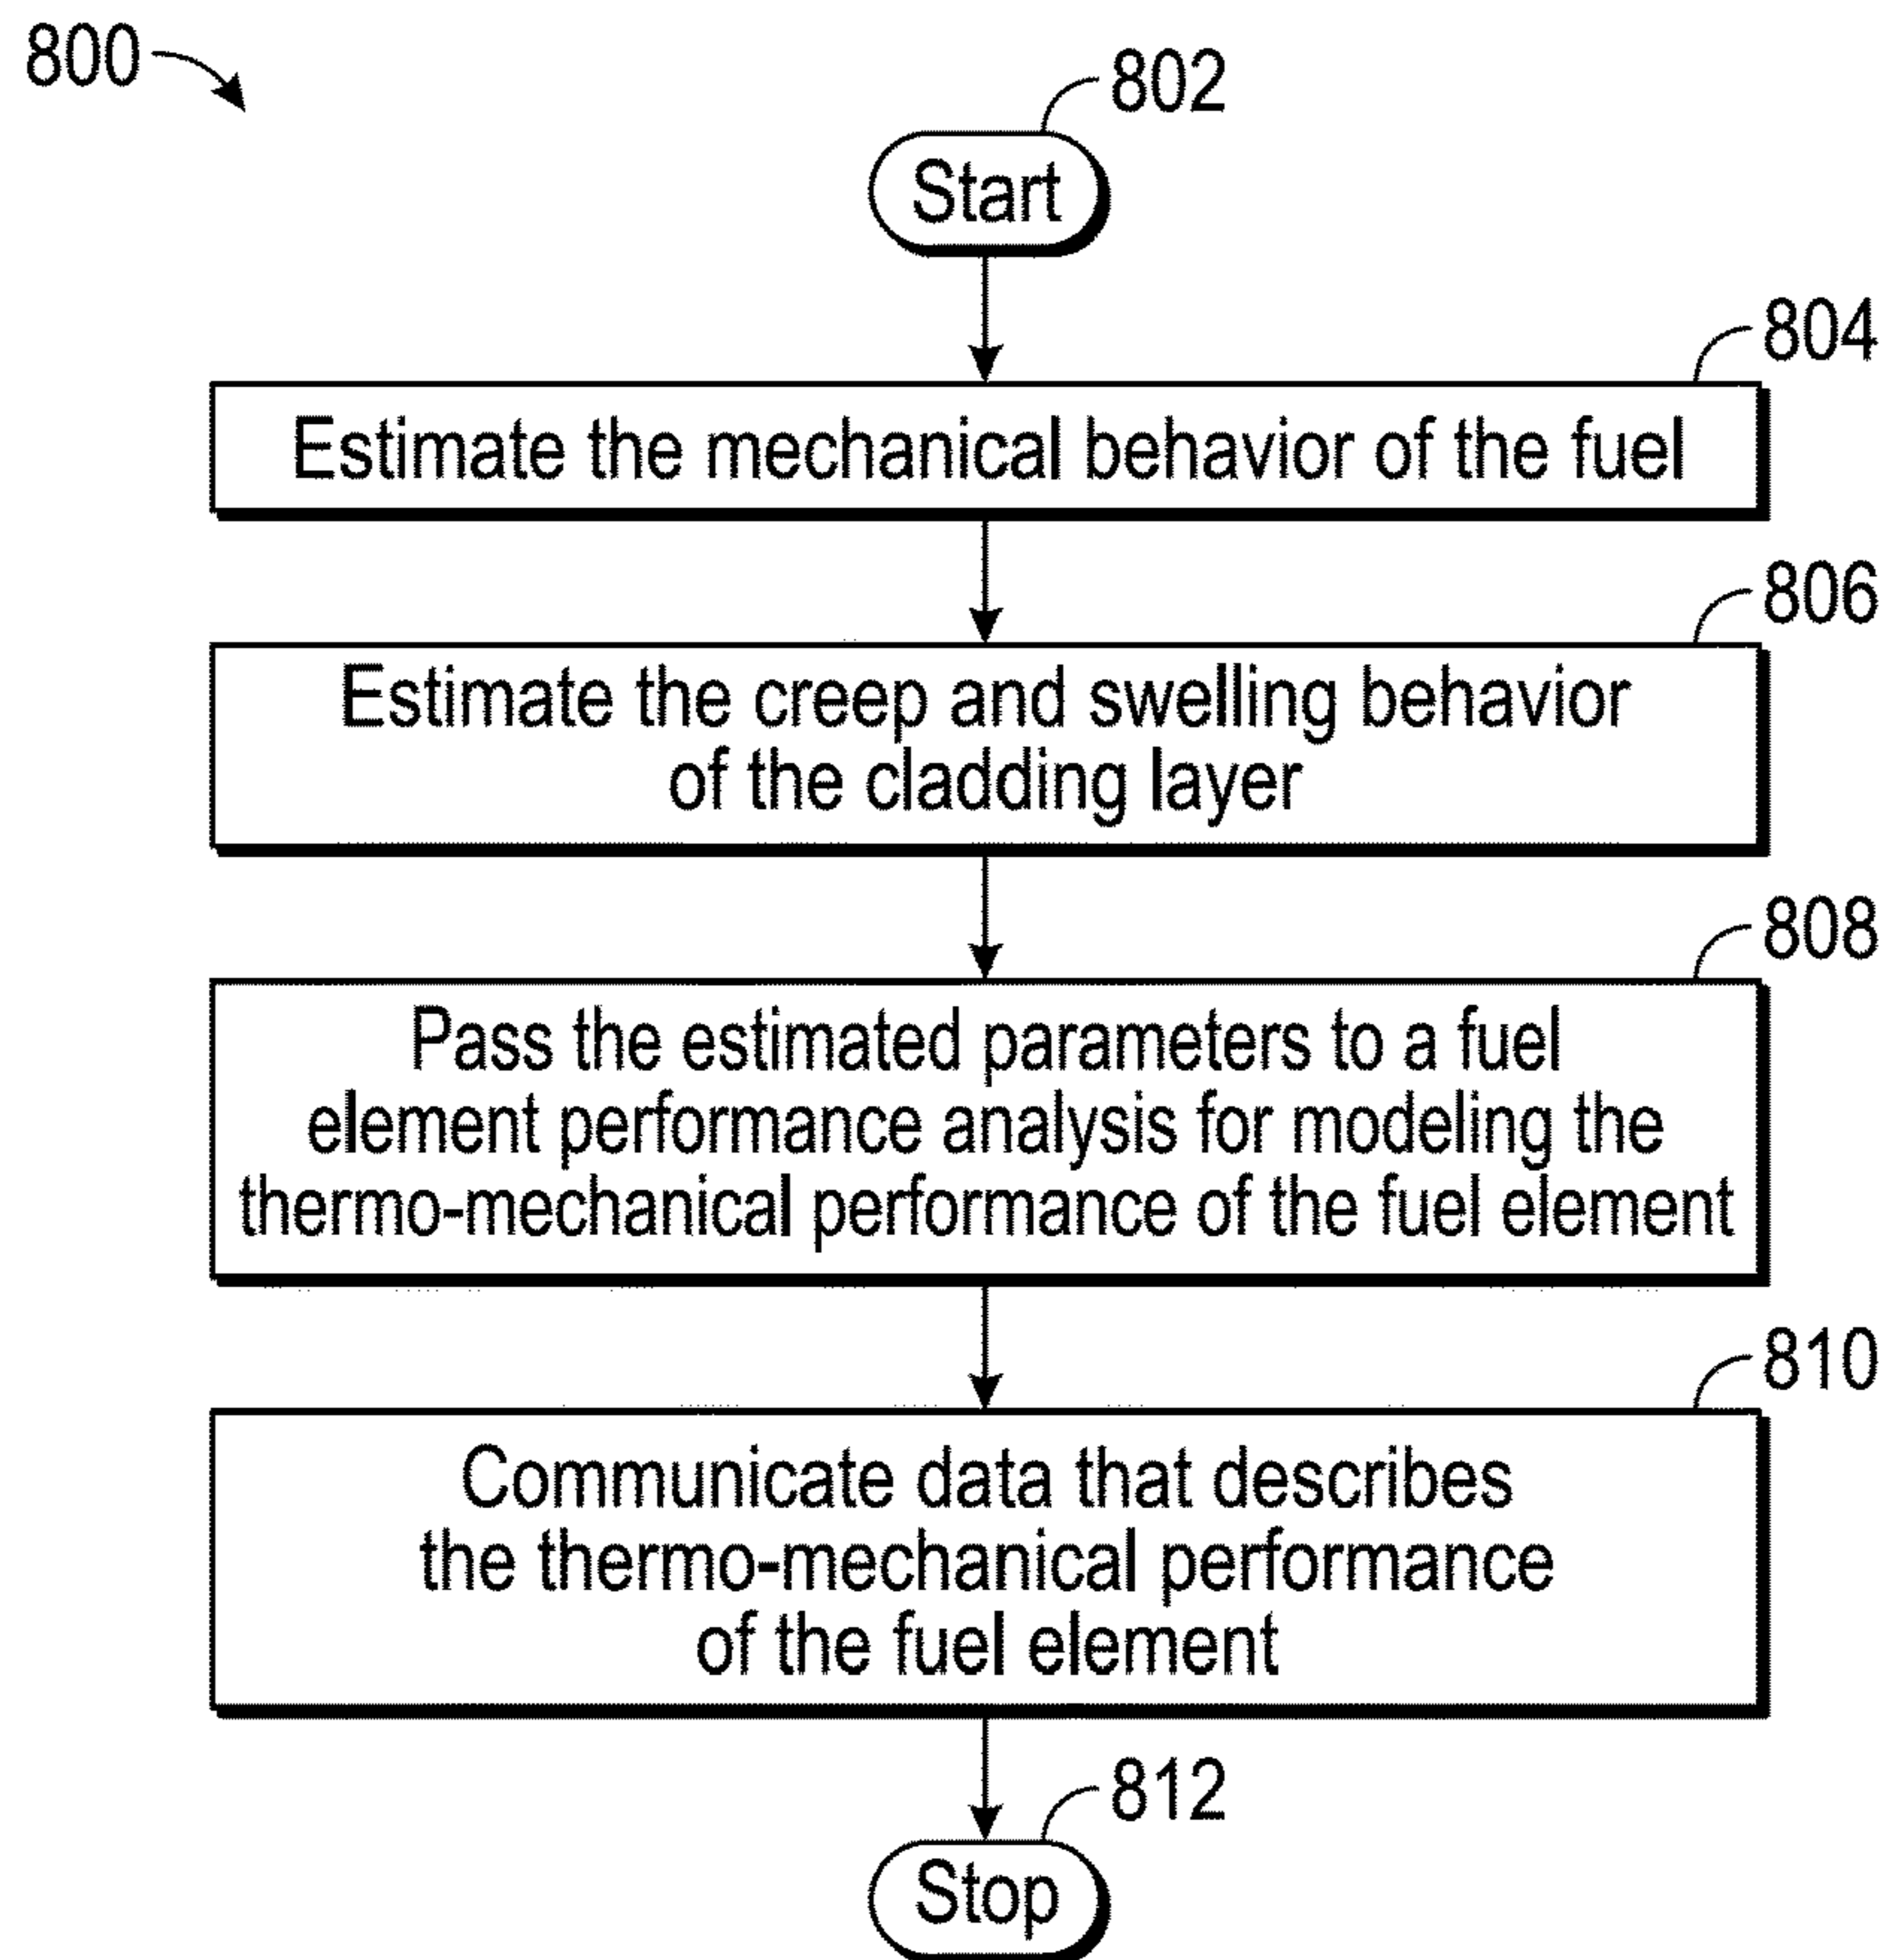 800
802
Start
804
Estimate the mechanical behavior of the fuel
806
Estimate the creep and swelling behavior
of the cladding layer
808
Pass the estimated parameters to a fuel
element performance analysis for modeling the
thermo-mechanical performance of the fuel element
810
Communicate data that describes
the thermo-mechanical performance
of the fuel element
812
Stop